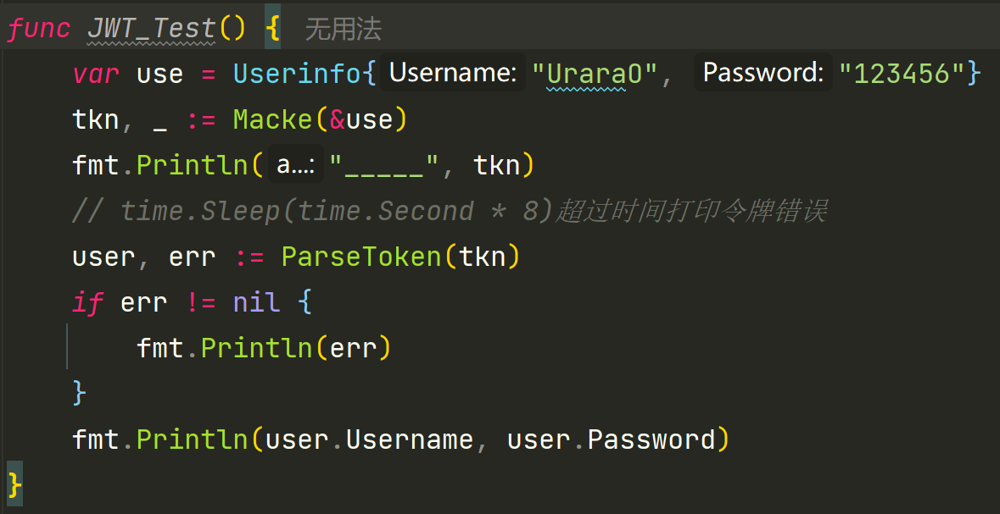 func JWT_Test() { 无用法
var use = Userinfo{ Username: "UraraO", Password: "123456"}
tkn, _ := Macke(&use)
fmt.Println( a...: "_____", tkn)
// time.Sleep(time.Second * 8)超过时间打印令牌错误
user, err := ParseToken(tkn)
if err != nil {
fmt.Println(err)
}
fmt.Println(user.Username, user.Password)
}